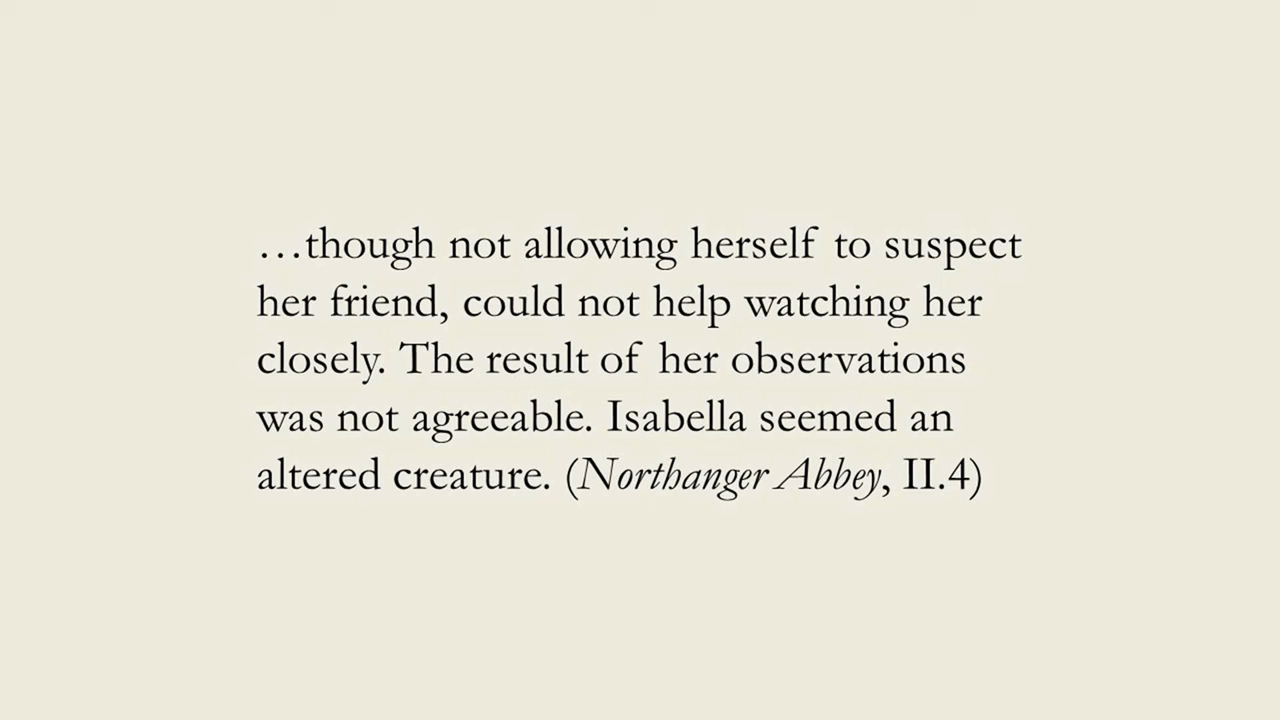 …though not allowing herself to suspect
her friend, could not help watching her
closely. The result of her observations
was not agreeable. Isabella seemed an
altered creature. (Northanger Abbey, II.4)